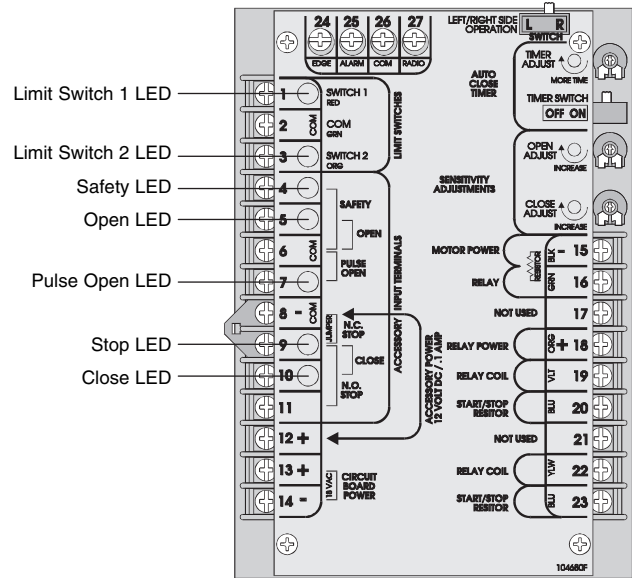 24 25 26 27
EDGE ALARM COM RADIO
LEFT/RIGHT SIDE
OPERATION
L R
SWITCH
TIMER
ADJUST
MORE TIME
AUTO
CLOSE
TIMER
TIMER SWITCH
OFF ON
OPEN
ADJUST
INCREASE
SENSITIVITY
ADJUSTMENTS
CLOSE
ADJUST
INCREASE
Limit Switch 1 LED
1 SWITCH 1
RED
2 COM COM
GRN
Limit Switch 2 LED
3 SWITCH 2
ORG
LIMIT SWITCHES
Safety LED
4
SAFETY
Open LED
5
OPEN
6 COM
PULSE
OPEN
Pulse Open LED
7
8 - COM
JUMPER
N.C.
STOP
Stop LED
9
CLOSE
Close LED
10
N.O.
STOP
11
ACCESSORY INPUT TERMINALS
ACCESSORY POWER
12 VOLT DC / .1 AMP
12 +
13 +
18 VAC
CIRCUIT
BOARD
POWER
14 -
MOTOR POWER
RESISTOR
BLK - 15
RELAY
GRN 16
NOT USED 17
RELAY POWER ORG + 18
RELAY COIL VLT 19
START/STOP
RESITOR BLU 20
NOT USED 21
RELAY COIL YLW 22
START/STOP
RESITOR BLU 23
104680F